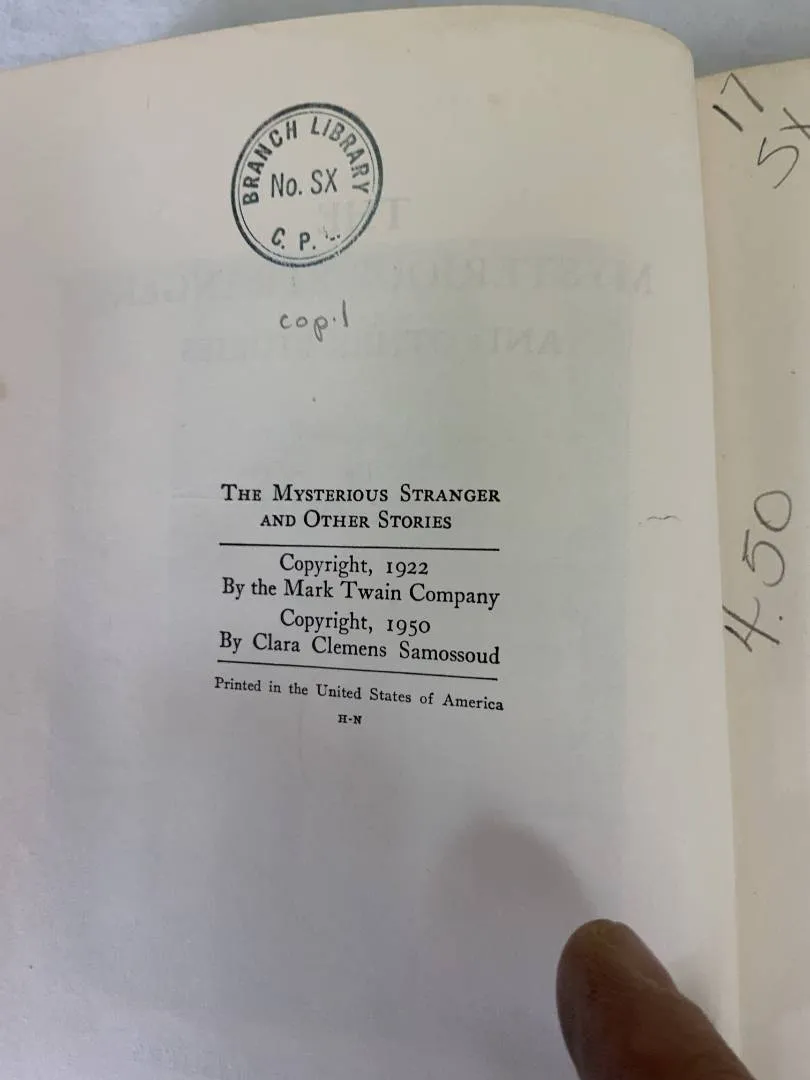 BRANCH LIBRARY
No. SX
C. P.
cop.1
THE MYSTERIOUS STRANGER
AND OTHER STORIES
Copyright, 1922
By the Mark Twain Company
Copyright, 1950
By Clara Clemens Samossoud
Printed in the United States of America
H-N
17
5X
4.50